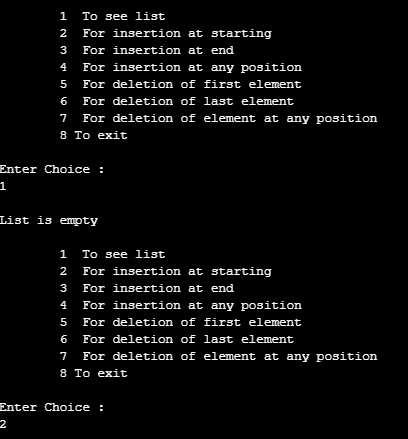 1 To see list
2 For insertion at starting
3 For insertion at end
4 For insertion at any position
5 For deletion of first element
6 For deletion of last element
7 For deletion of element at any position
8 To exit
Enter Choice :
1
List is empty
1 To see list
2 For insertion at starting
3 For insertion at end
4 For insertion at any position
5 For deletion of first element
6 For deletion of last element
7 For deletion of element at any position
8 To exit
Enter Choice :
2